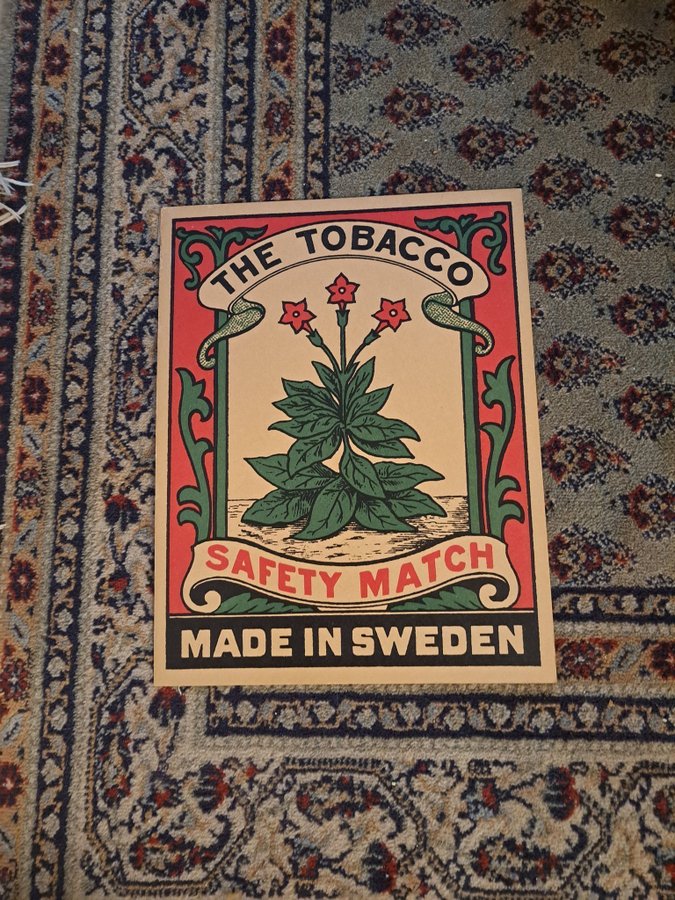 THE TOBACCO
SAFETY MATCH
MADE IN SWEDEN